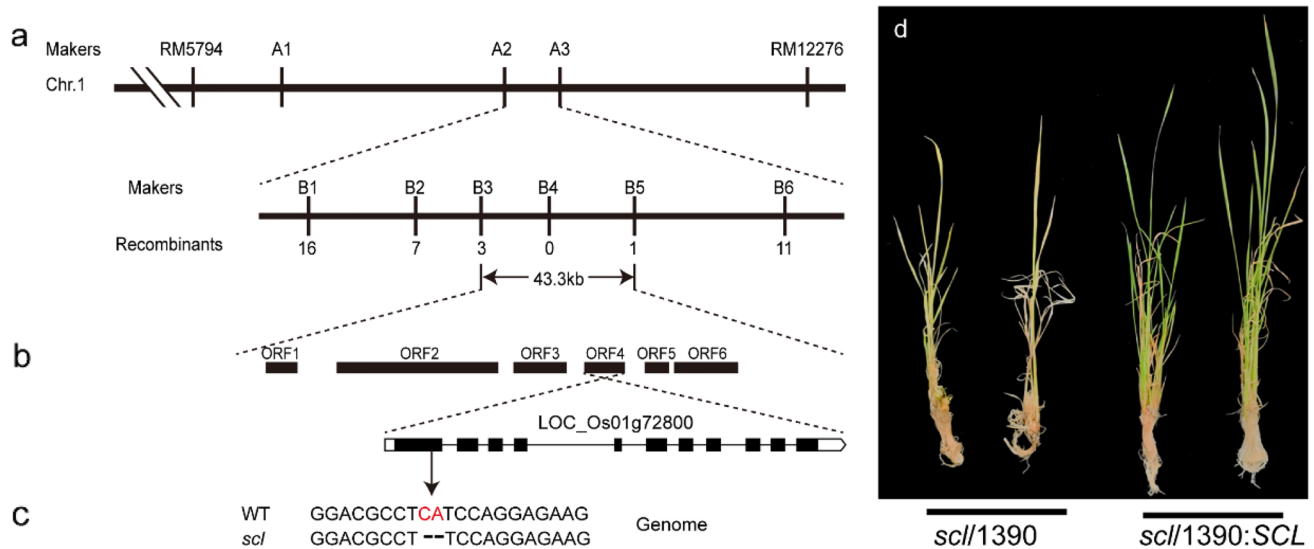 a
Makers RM5794 A1 A2 A3 RM12276
Chr.1
Makers B1 B2 B3 B4 B5 B6
Recombinants 16 7 3 0 1 11
43.3kb
b
ORF1 ORF2 ORF3 ORF4 ORF5 ORF6
LOC_Os01g72800
c
WT GGACGCCTCATCCAGGAGAAG
scl GGACGCCT--TCCAGGAGAAG
Genome
d
scl/1390 scl/1390:SCL